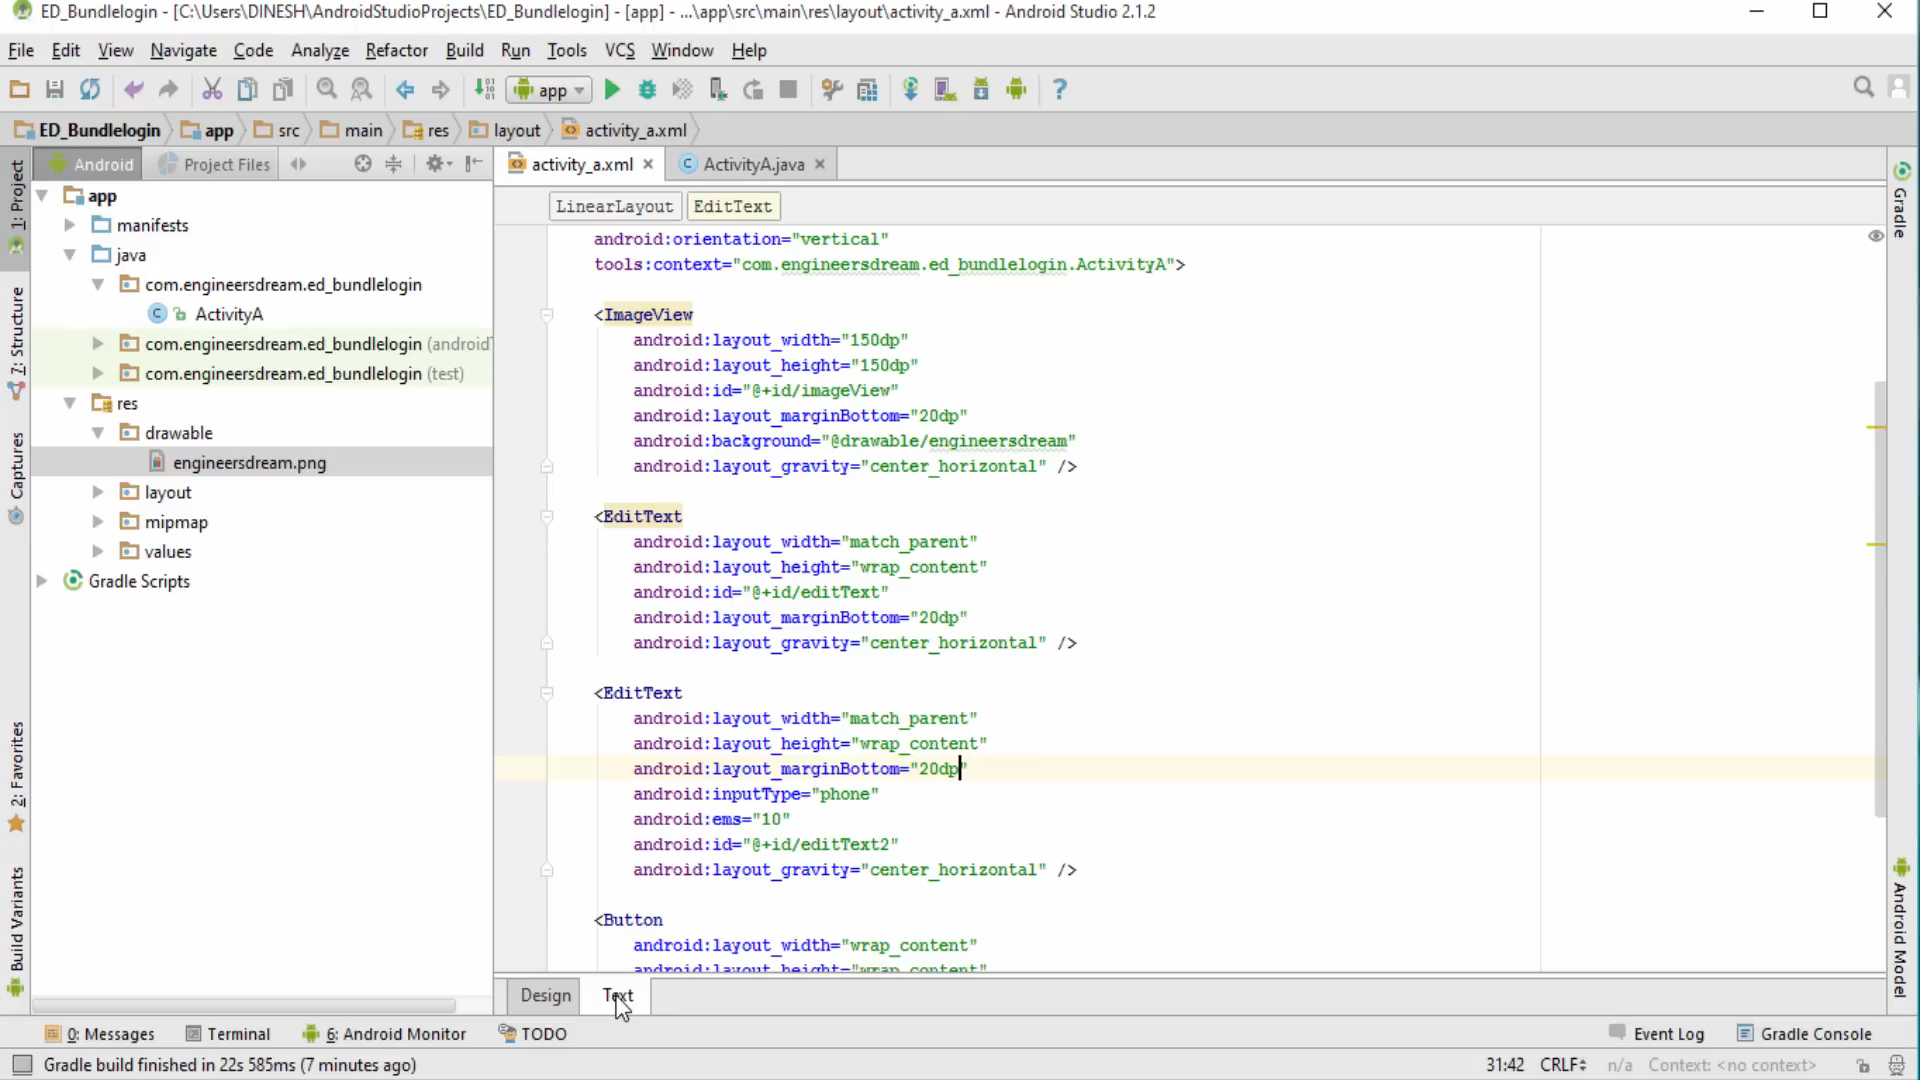 ED_Bundlelogin - [C:\Users\DINESH\AndroidStudioProjects\ED_Bundlelogin] - [app] - ...\app\src\main\res\layout\activity_a.xml - Android Studio 2.1.2
File Edit View Navigate Code Analyze Refactor Build Run Tools VCS Window Help
app
ED_Bundlelogin app src main res layout activity_a.xml
Android Project Files activity_a.xml ActivityA.java
LinearLayout EditText
1: Project
7: Structure
Captures
2: Favorites
Build Variants
app
manifests
java
com.engineersdream.ed_bundlelogin
ActivityA
com.engineersdream.ed_bundlelogin (android
com.engineersdream.ed_bundlelogin (test)
res
drawable
engineersdream.png
layout
mipmap
values
Gradle Scripts
android:orientation="vertical"
tools:context="com.engineersdream.ed_bundlelogin.ActivityA">
<ImageView
android:layout_width="150dp"
android:layout_height="150dp"
android:id="@+id/imageView"
android:layout_marginBottom="20dp"
android:background="@drawable/engineersdream"
android:layout_gravity="center_horizontal" />
<EditText
android:layout_width="match_parent"
android:layout_height="wrap_content"
android:id="@+id/editText"
android:layout_marginBottom="20dp"
android:layout_gravity="center_horizontal" />
<EditText
android:layout_width="match_parent"
android:layout_height="wrap_content"
android:layout_marginBottom="20dp"
android:inputType="phone"
android:ems="10"
android:id="@+id/editText2"
android:layout_gravity="center_horizontal" />
<Button
android:layout_width="wrap_content"
android:layout_height="wrap_content"
Gradle
Android Model
Design Text
0: Messages Terminal 6: Android Monitor TODO Event Log Gradle Console
Gradle build finished in 22s 585ms (7 minutes ago) 31:42 CRLF n/a Context: <no context>